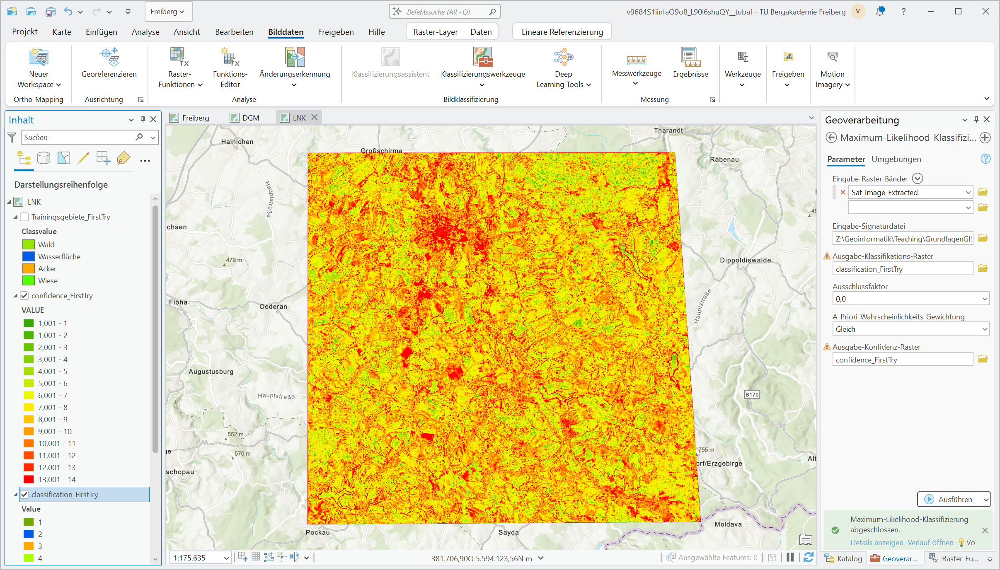 Freiberg
Befehlssuche (Alt+Q)
v9684S1iinfaO9o8_L90i6shuQY__tubaf - TU Bergakademie Freiberg
V
?
Projekt Karte Einfügen Analyse Ansicht Bearbeiten Bilddaten Freigeben Hilfe Raster-Layer Daten Lineare Referenzierung
Neuer Workspace
Georeferenzieren
Raster-Funktionen
Funktions-Editor
Änderungserkennung
Klassifizierungsassistent
Klassifizierungswerkzeuge
Deep Learning Tools
Messwerkzeuge
Ergebnisse
Werkzeuge
Freigeben
Motion Imagery
Ortho-Mapping Ausrichtung Analyse Bildklassifizierung Messung
Inhalt
Suchen
Darstellungsreihenfolge
LNK
Trainingsgebiete_FirstTry
Classvalue
Wald
Wasserfläche
Acker
Wiese
confidence_FirstTry
VALUE
1,001 - 1
1,001 - 2
2,001 - 3
3,001 - 4
4,001 - 5
5,001 - 6
6,001 - 7
7,001 - 8
8,001 - 9
9,001 - 10
10,001 - 11
11,001 - 12
12,001 - 13
13,001 - 14
classification_FirstTry
Value
1
2
3
4
Freiberg DGM LNK
Tharandt
Hainichen
Großschirma
Rabenau
Hauptstraße
45
chsen
479 m
Dippoldiswalde
Flöha
Oederan
Hauptstraße
Augustusburg
Hauptstraße
B170
552 m
570 m
755 m
ge
Alt
orf/Erzgebirge
schopau
Moldava
Pockau
Sayda
1:175.635
381.706,90O 5.594.123,56N m
Ausgewählte Features: 0
Geoverarbeitung
Maximum-Likelihood-Klassifizi...
Parameter Umgebungen
?
Eingabe-Raster-Bänder
Sat_image_Extracted
Eingabe-Signaturdatei
Z:\Geoinformatik\Teaching\GrundlagenGIS
Ausgabe-Klassifikations-Raster
classification_FirstTry
Ausschlussfaktor
0,0
A-Priori-Wahrscheinlichkeits-Gewichtung
Gleich
Ausgabe-Konfidenz-Raster
confidence_FirstTry
Ausführen
Maximum-Likelihood-Klassifizierung
abgeschlossen.
Details anzeigen Verlauf öffnen Vo
Katalog Geoverar... Raster-Fu...